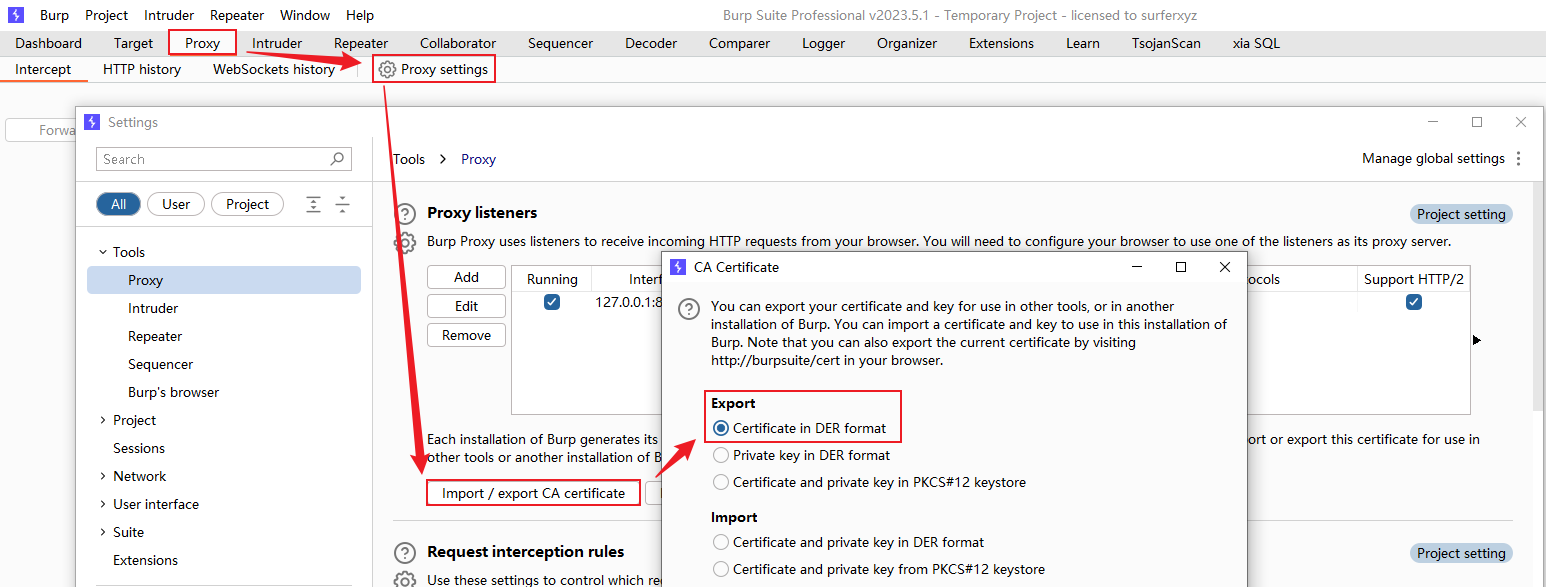 Burp Project Intruder Repeater Window Help
Burp Suite Professional v2023.5.1 - Temporary Project - licensed to surferxyz
Dashboard Target Proxy Intruder Repeater Collaborator Sequencer Decoder Comparer Logger Organizer Extensions Learn TsojanScan xia SQL
Intercept HTTP history WebSockets history Proxy settings
Forwa
Settings
Search
Tools > Proxy
Manage global settings
All User Project
Tools
Proxy
Intruder
Repeater
Sequencer
Burp's browser
Project
Sessions
Network
User interface
Suite
Extensions
Proxy listeners
Project setting
Burp Proxy uses listeners to receive incoming HTTP requests from your browser. You will need to configure your browser to use one of the listeners as its proxy server.
Add
Edit
Remove
Running Interf ocols Support HTTP/2
127.0.0.1:8
Each installation of Burp generates its ort or export this certificate for use in
other tools or another installation of B
Import / export CA certificate
Request interception rules
Project setting
Use these settings to control which re
CA Certificate
You can export your certificate and key for use in other tools, or in another
installation of Burp. You can import a certificate and key to use in this installation of
Burp. Note that you can also export the current certificate by visiting
http://burpsuite/cert in your browser.
Export
Certificate in DER format
Private key in DER format
Certificate and private key in PKCS#12 keystore
Import
Certificate and private key in DER format
Certificate and private key from PKCS#12 keystore